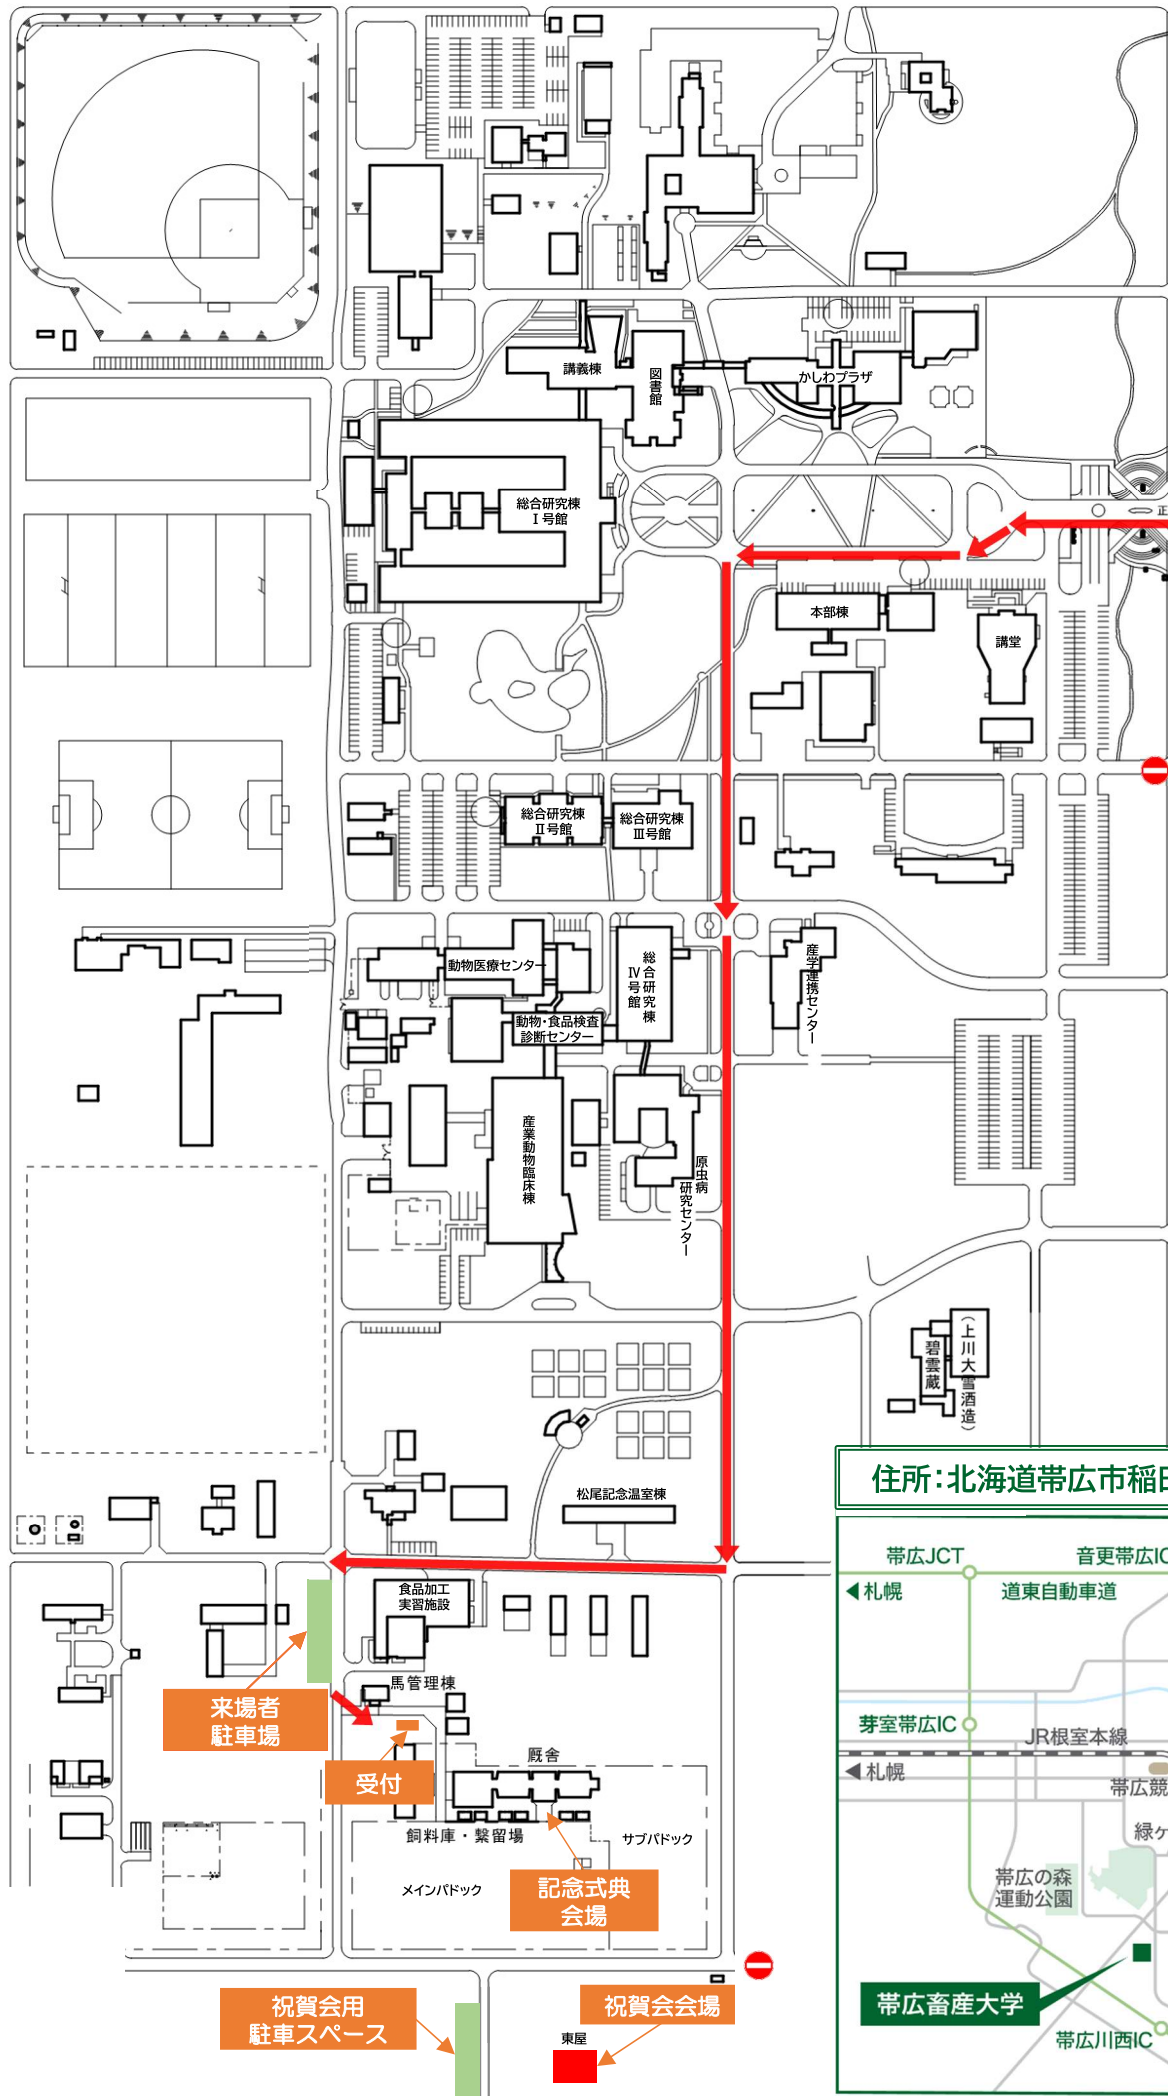 講義棟
図書館
かしわプラザ
総合研究棟
Ⅰ号館
正
本部棟
講堂
総合研究棟
Ⅱ号館
総合研究棟
Ⅲ号館
動物医療センター
総合研究棟
Ⅳ号館
産学連携センター
動物・食品検査
診断センター
産業動物臨床棟
原虫病
研究センター
碧雲蔵
（上川大雪酒造）
住所：北海道帯広市稲田
松尾記念温室棟
帯広JCT
音更帯広IC
◀札幌
道東自動車道
食品加工
実習施設
馬管理棟
来場者
駐車場
受付
厩舎
芽室帯広IC
JR根室本線
◀札幌
帯広競
飼料庫・繋留場
サブパドック
緑ケ
メインパドック
記念式典
会場
帯広の森
運動公園
祝賀会用
駐車スペース
祝賀会会場
東屋
帯広畜産大学
帯広川西IC